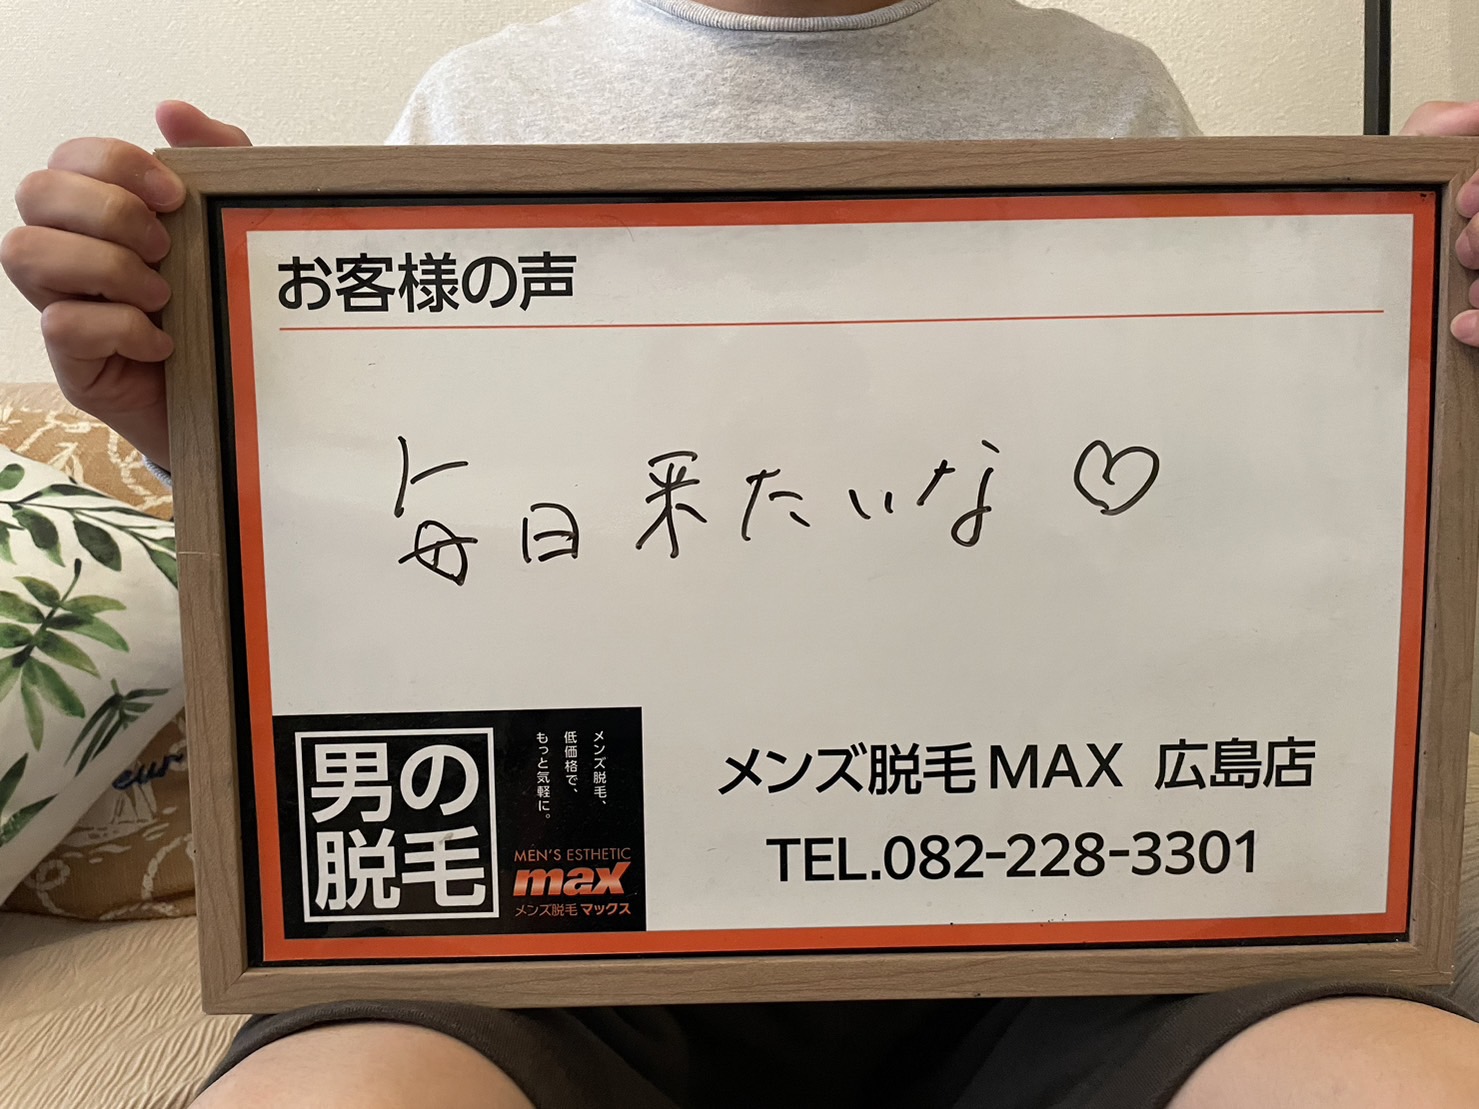 お客様の声
毎日来たいな♡
男の
脱毛
メンズ脱毛、
低価格で、
もっと気軽に。
MEN'S ESTHETIC
max
メンズ脱毛マックス
メンズ脱毛MAX 広島店
TEL.082-228-3301